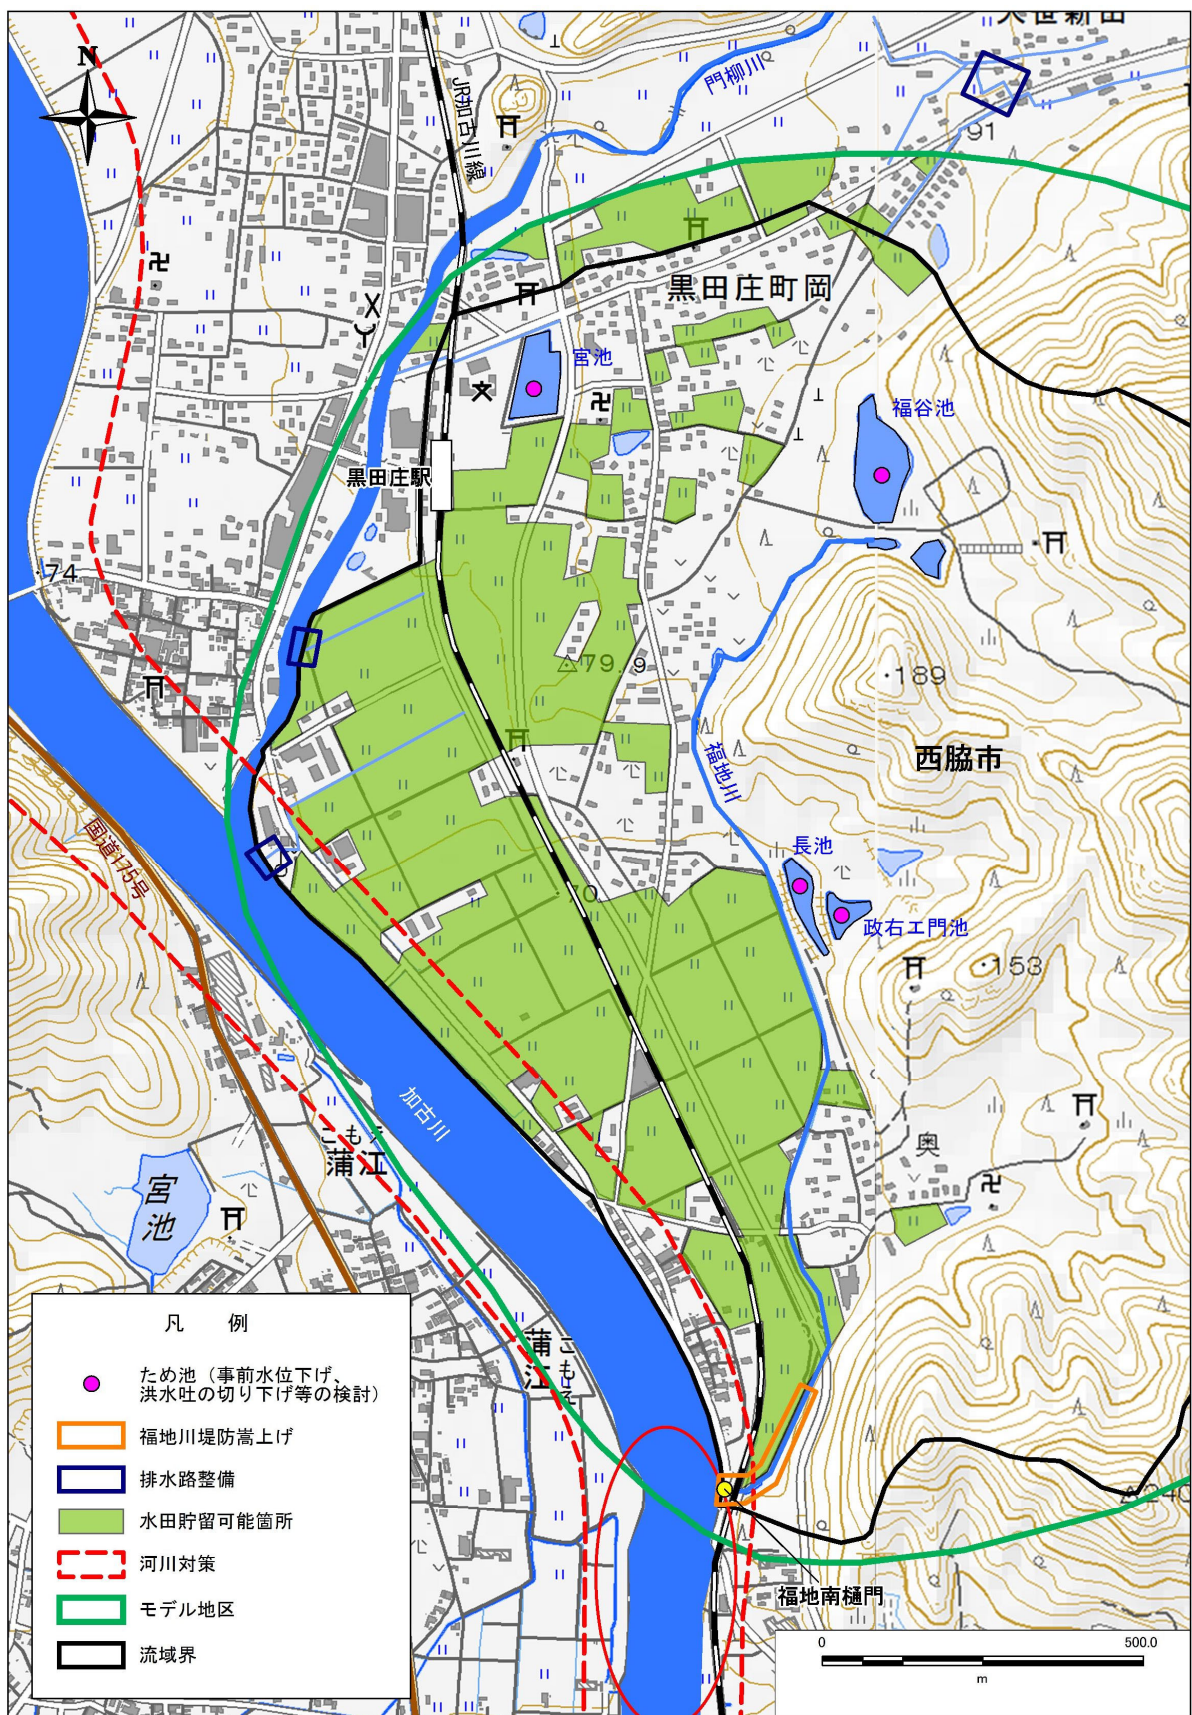 N
JR加古川線
門柳川
91
黒田庄町岡
宮池
福谷池
黒田庄駅
74
79.9
189
西脇市
福地川
国道175号
長池
70
政右エ門池
153
加古川
こもえ
蒲江
奥
宮池
蒲江
こもえ
240
福地南樋門
凡 例
ため池（事前水位下げ、
洪水吐の切り下げ等の検討）
福地川堤防嵩上げ
排水路整備
水田貯留可能箇所
河川対策
モデル地区
流域界
0 500.0
m